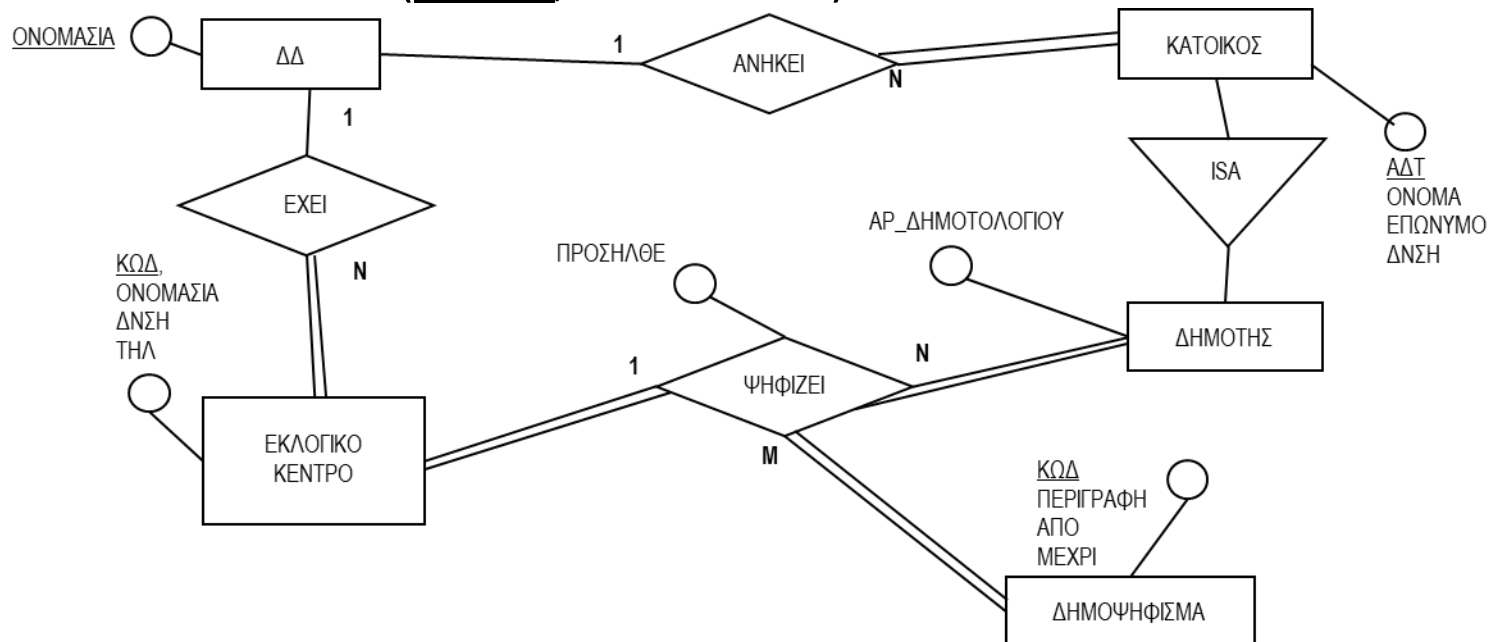 ΟΝΟΜΑΣΙΑ
ΔΔ
1
ΑΝΗΚΕΙ
Ν
ΚΑΤΟΙΚΟΣ
1
ΕΧΕΙ
Ν
ISA
ΑΔΤ
ΟΝΟΜΑ
ΕΠΩΝΥΜΟ
ΔΝΣΗ
ΑΡ_ΔΗΜΟΤΟΛΟΓΙΟΥ
ΠΡΟΣΗΛΘΕ
ΚΩΔ,
ΟΝΟΜΑΣΙΑ
ΔΝΣΗ
ΤΗΛ
1
ΨΗΦΙΖΕΙ
Ν
Μ
ΔΗΜΟΤΗΣ
ΕΚΛΟΓΙΚΟ
ΚΕΝΤΡΟ
ΚΩΔ
ΠΕΡΙΓΡΑΦΗ
ΑΠΟ
ΜΕΧΡΙ
ΔΗΜΟΨΗΦΙΣΜΑ